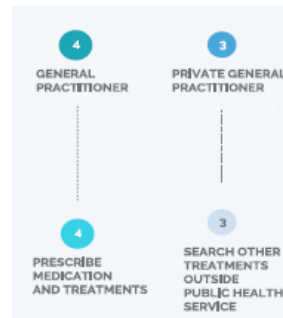 4
GENERAL
PRACTITIONER
3
PRIVATE GENERAL
PRACTITIONER
4
PRESCRIBE
MEDICATION
AND TREATMENTS
3
SEARCH OTHER
TREATMENTS
OUTSIDE
PUBLIC HEALTH
SERVICE